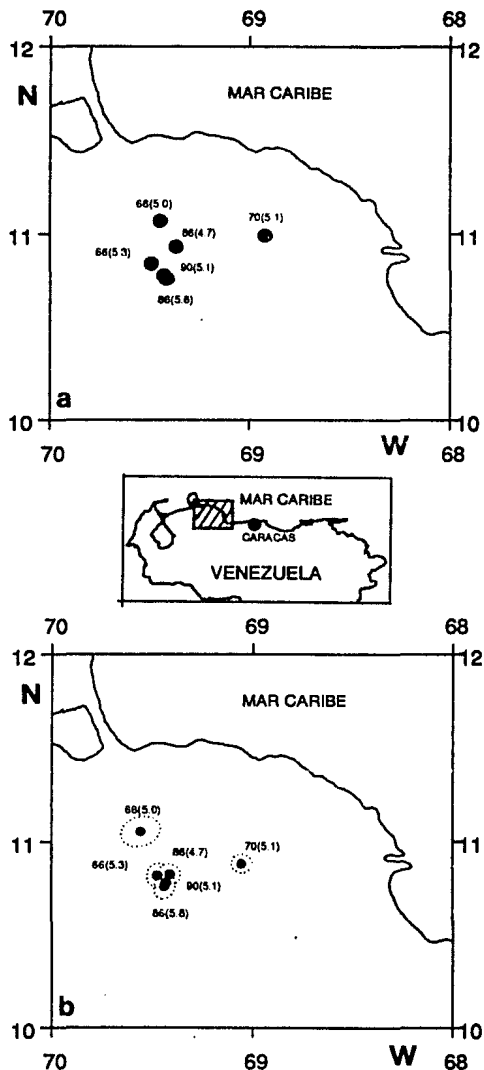 70 69 68
12 12
N MAR CARIBE
66(5.0)
86(4.7) 70(5.1)
11 11
66(5.3)
90(5.1)
86(5.8)
a
10 10
70 69 W 68
MAR CARIBE
CARACAS
VENEZUELA
70 69 68
12 12
N MAR CARIBE
66(5.0)
11 11
86(4.7) 70(5.1)
66(5.3)
90(5.1)
86(5.8)
b
10 10
70 69 W 68